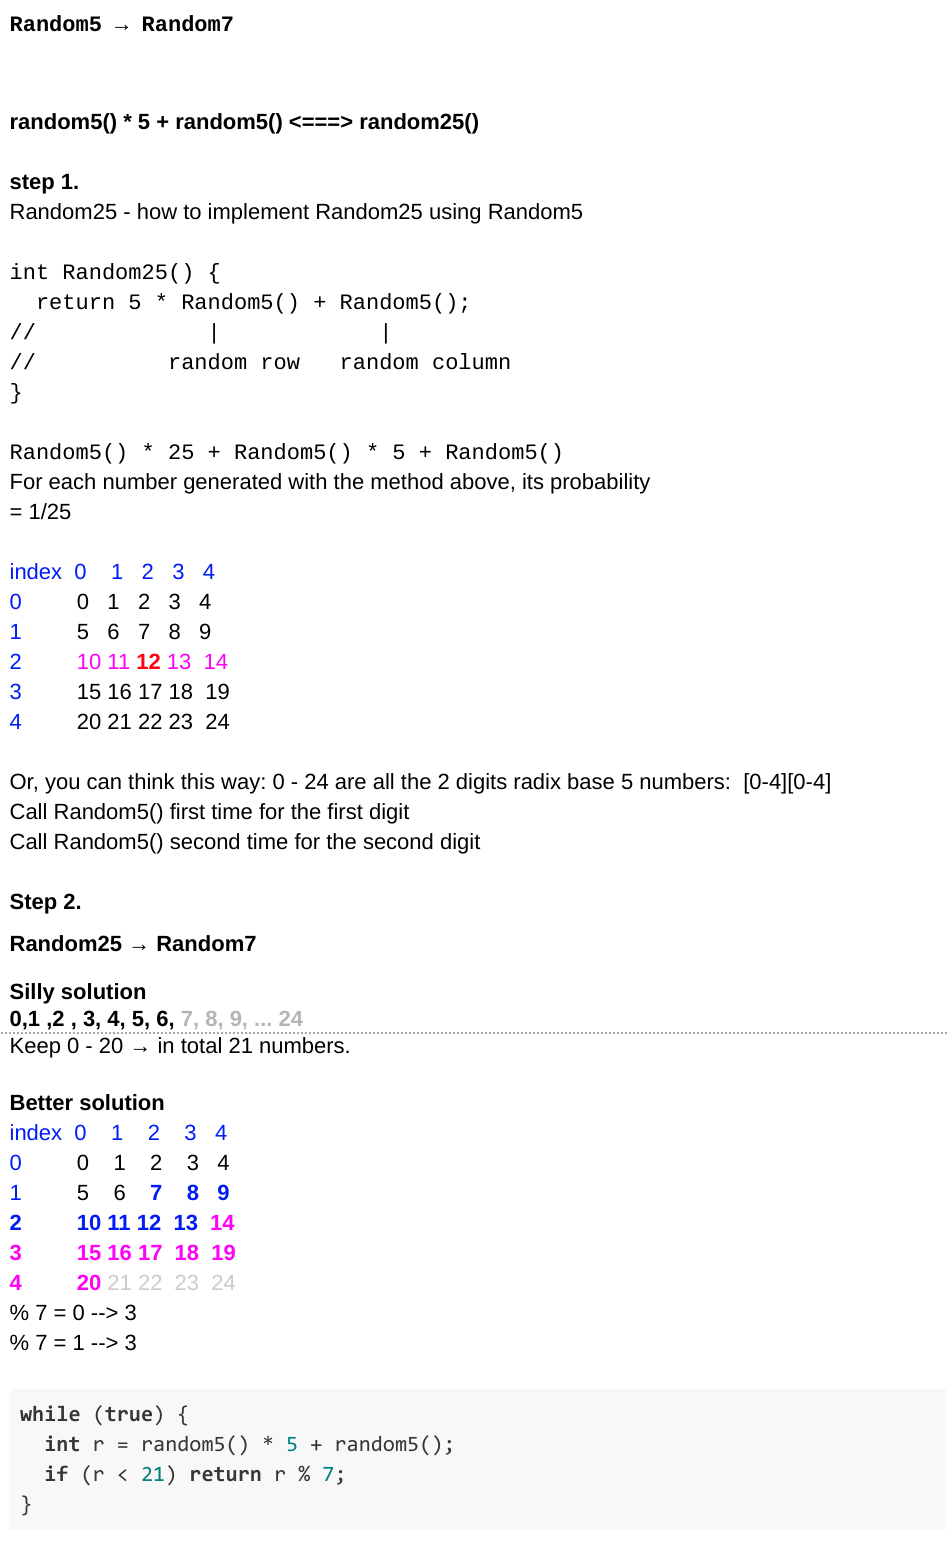 Random5 → Random7
random5() * 5 + random5() <===> random25()
step 1.
Random25 - how to implement Random25 using Random5
int Random25() {
  return 5 * Random5() + Random5();
//             |            |
//          random row   random column
}
Random5() * 25 + Random5() * 5 + Random5()
For each number generated with the method above, its probability
= 1/25
index 0 1 2 3 4
0 0 1 2 3 4
1 5 6 7 8 9
2 10 11 12 13 14
3 15 16 17 18 19
4 20 21 22 23 24
Or, you can think this way: 0 - 24 are all the 2 digits radix base 5 numbers: [0-4][0-4]
Call Random5() first time for the first digit
Call Random5() second time for the second digit
Step 2.
Random25 → Random7
Silly solution
0,1 ,2 , 3, 4, 5, 6, 7, 8, 9, ... 24
Keep 0 - 20 → in total 21 numbers.
Better solution
index 0 1 2 3 4
0 0 1 2 3 4
1 5 6 7 8 9
2 10 11 12 13 14
3 15 16 17 18 19
4 20 21 22 23 24
% 7 = 0 --> 3
% 7 = 1 --> 3
while (true) {
  int r = random5() * 5 + random5();
  if (r < 21) return r % 7;
}